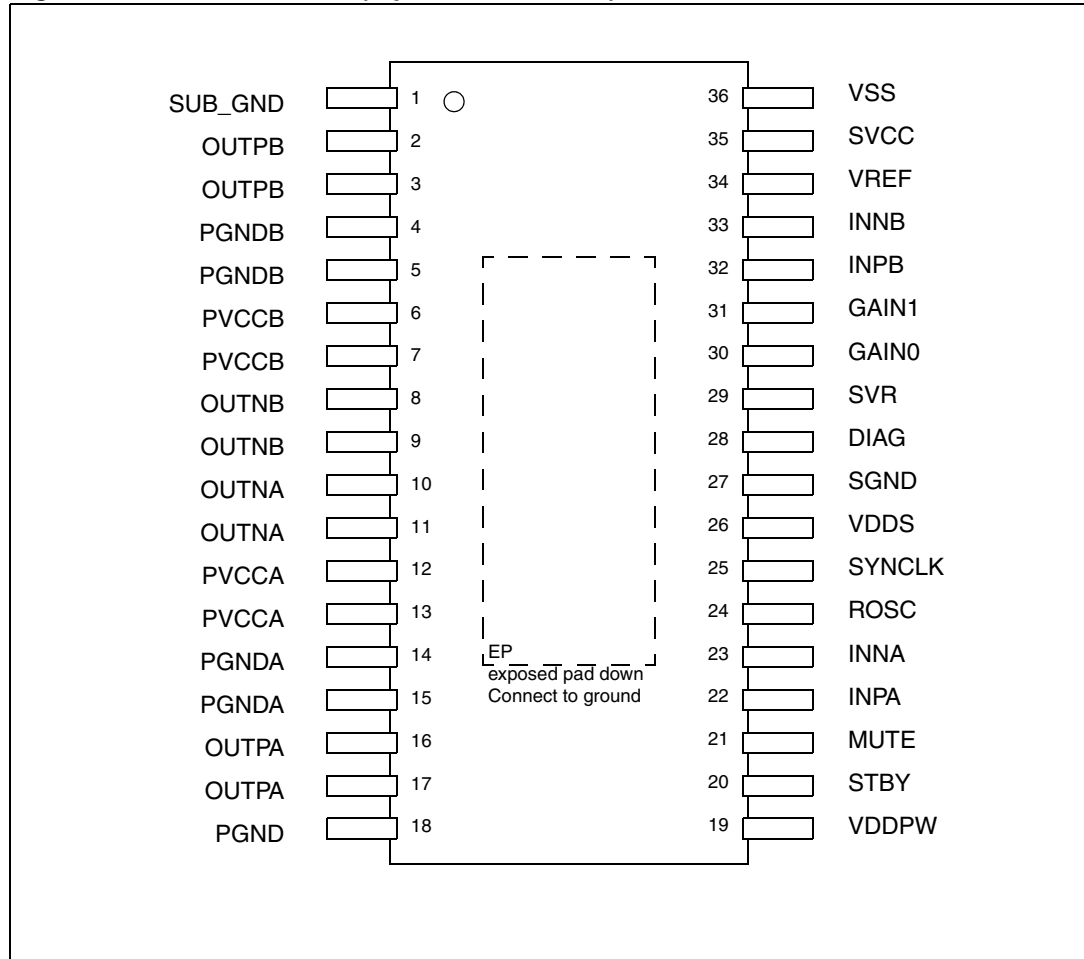 SUB_GND 1 36 VSS
OUTPB 2 35 SVCC
OUTPB 3 34 VREF
PGNDB 4 33 INNB
PGNDB 5 32 INPB
PVCCB 6 31 GAIN1
PVCCB 7 30 GAIN0
OUTNB 8 29 SVR
OUTNB 9 28 DIAG
OUTNA 10 27 SGND
OUTNA 11 26 VDDS
PVCCA 12 25 SYNCLK
PVCCA 13 24 ROSC
PGNDA 14 23 INNA
EP
exposed pad down
Connect to ground
PGNDA 15 22 INPA
OUTPA 16 21 MUTE
OUTPA 17 20 STBY
PGND 18 19 VDDPW